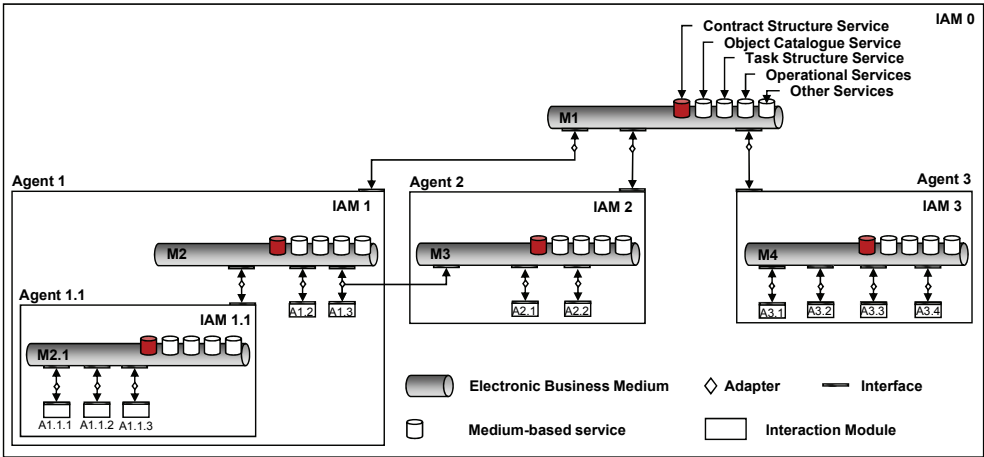 IAM 0
Contract Structure Service
Object Catalogue Service
Task Structure Service
Operational Services
Other Services
M1
Agent 1
Agent 2
Agent 3
IAM 1
IAM 2
IAM 3
M2
M3
M4
Agent 1.1
A1.2
A1.3
A2.1
A2.2
A3.1
A3.2
A3.3
A3.4
IAM 1.1
M2.1
A1.1.1
A1.1.2
A1.1.3
Electronic Business Medium
Adapter
Interface
Medium-based service
Interaction Module